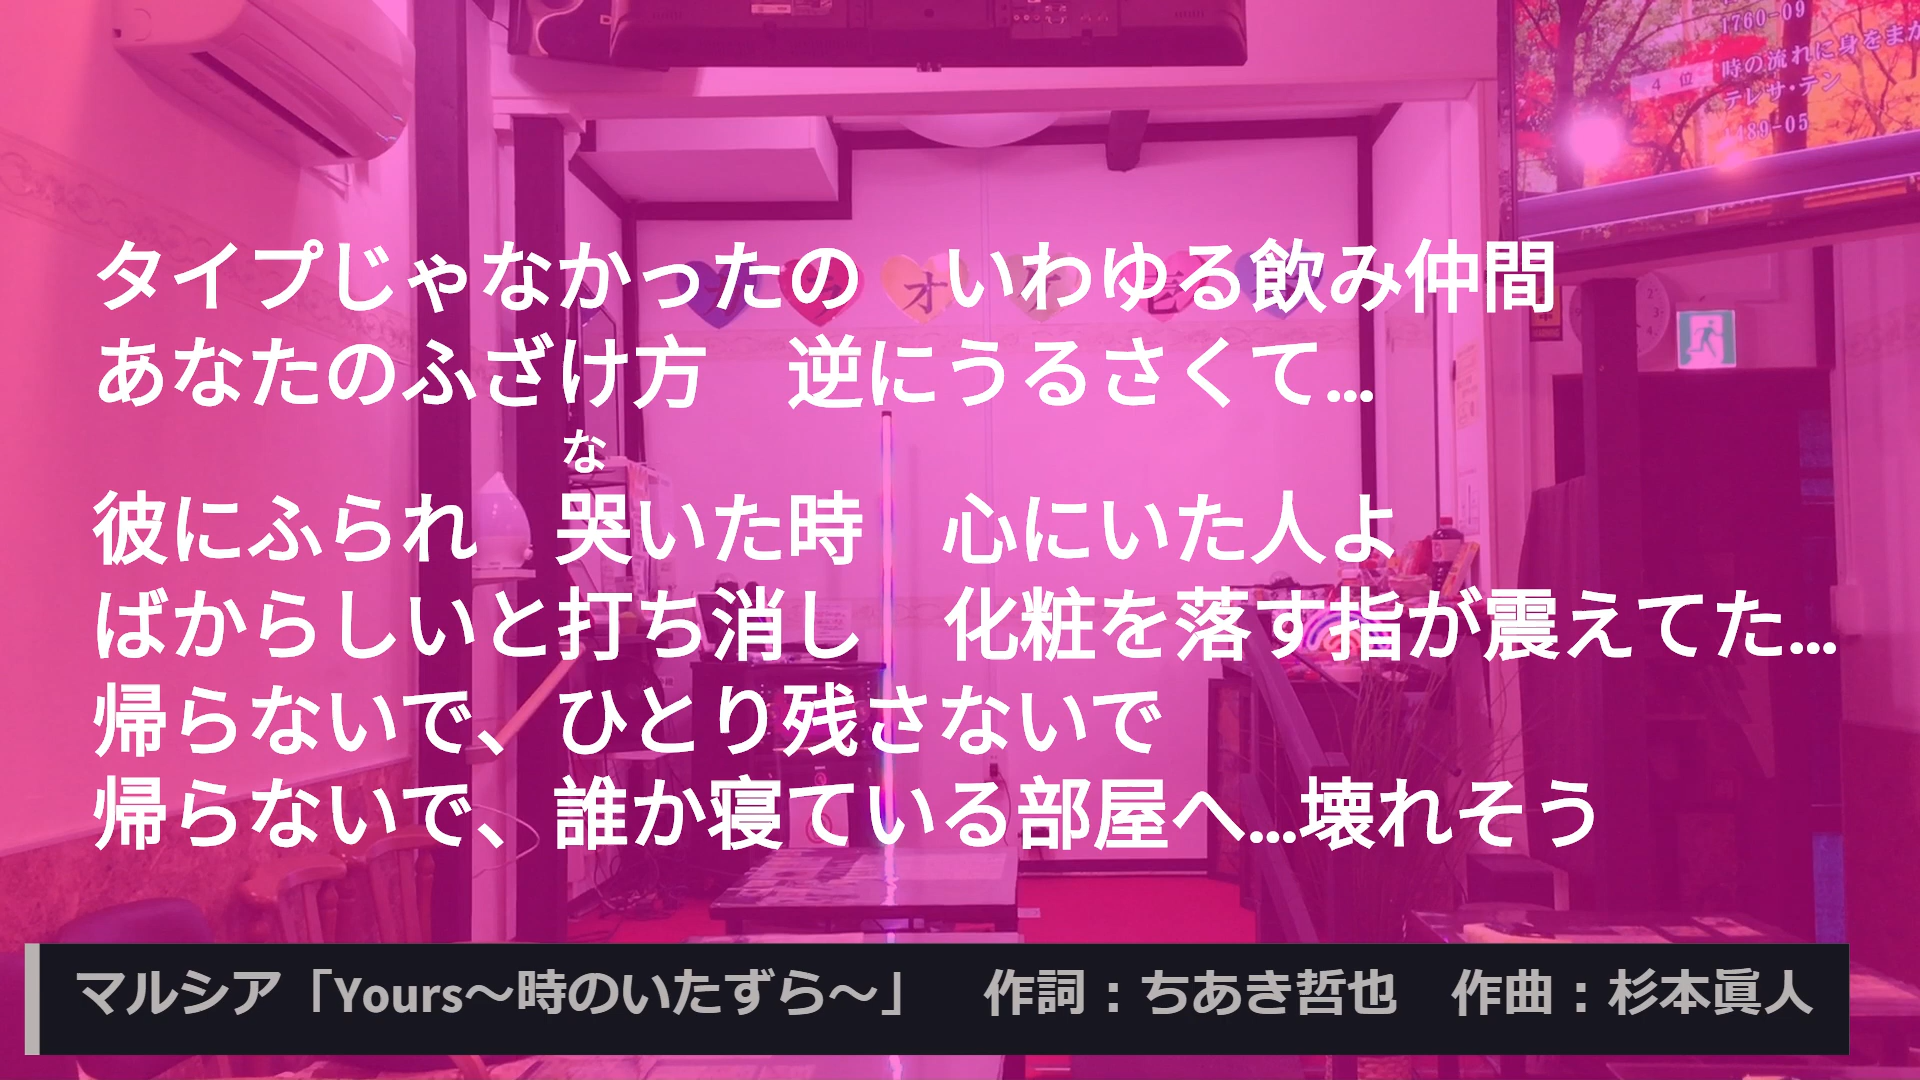 1760-09
時の流れに身をまか
4位
テレサ・テン
1489-05
タイプじゃなかったの　いわゆる飲み仲間
あなたのふざけ方　逆にうるさくて…
な
彼にふられ　哭いた時　心にいた人よ
ばからしいと打ち消し　化粧を落す指が震えてた…
帰らないで、ひとり残さないで
帰らないで、誰か寝ている部屋へ…壊れそう
マルシア「Yours～時のいたずら～」　作詞：ちあき哲也　作曲：杉本眞人